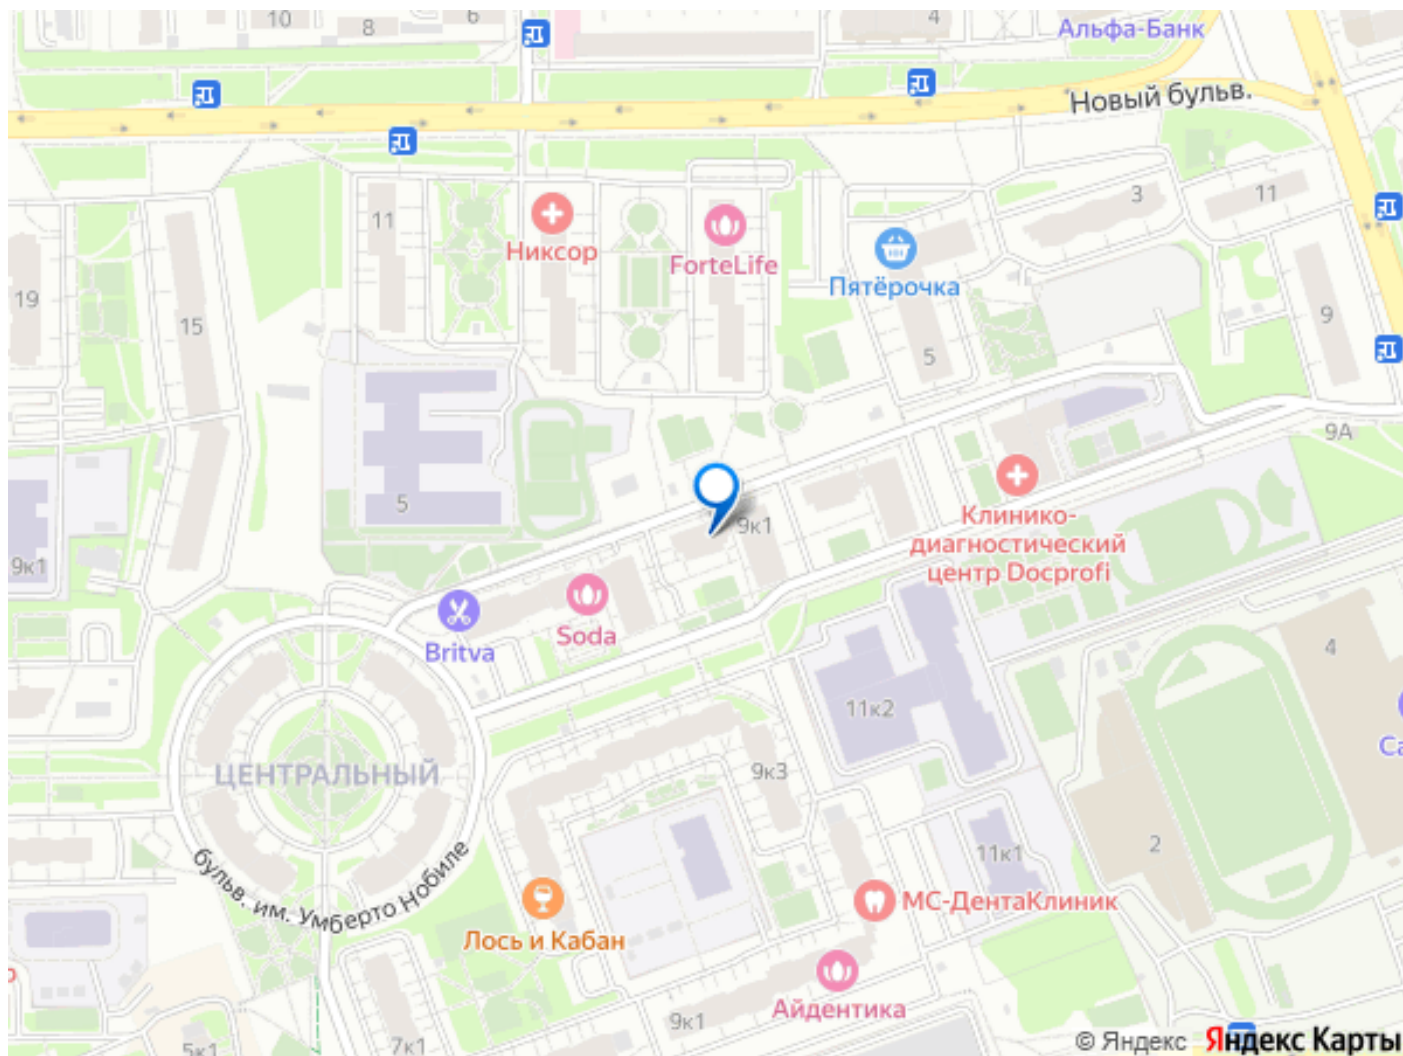 10
8
6
4
Альфа-Банк
Новый бульв.
11
Никсор
ForteLife
Пятёрочка
3
11
19
15
5
9
9А
5
9к1
9к1
Клинико-
диагностический
центр Docprofi
Britva
Soda
11к2
4
Са
ЦЕНТРАЛЬНЫЙ
9к3
бульв. им. Умберто Нобиле
11к1
2
Лось и Кабан
МС-ДентаКлиник
Айдентика
9к1
7к1
5к1
© Яндекс Яндекс Карты